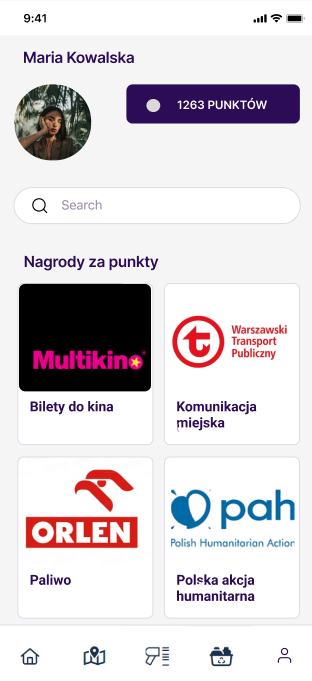 9:41
Maria Kowalska
1263 PUNKTÓW
Search
Nagrody za punkty
Multikino
Bilety do kina
Warszawski
Transport
Publiczny
Komunikacja
miejska
ORLEN
Paliwo
pah
Polish Humanitarian Action
Polska akcja
humanitarna